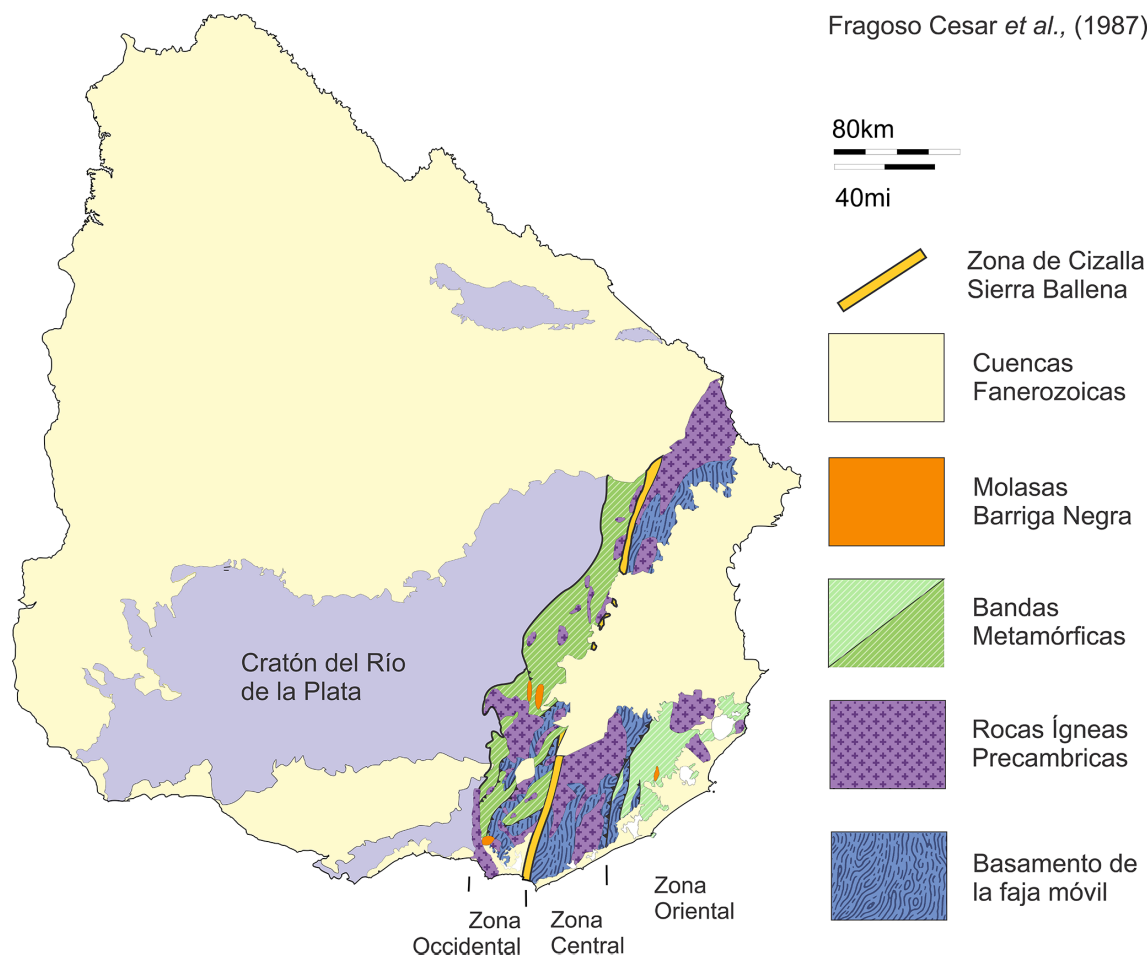 Fragoso Cesar et al., (1987)
80km
40mi
Zona de Cizalla
Sierra Ballena
Cuencas
Fanerozoicas
Molasas
Barriga Negra
Bandas
Metamórficas
Rocas Ígneas
Precambricas
Basamento de
la faja móvil
Cratón del Río
de la Plata
Zona
Occidental
Zona
Central
Zona
Oriental